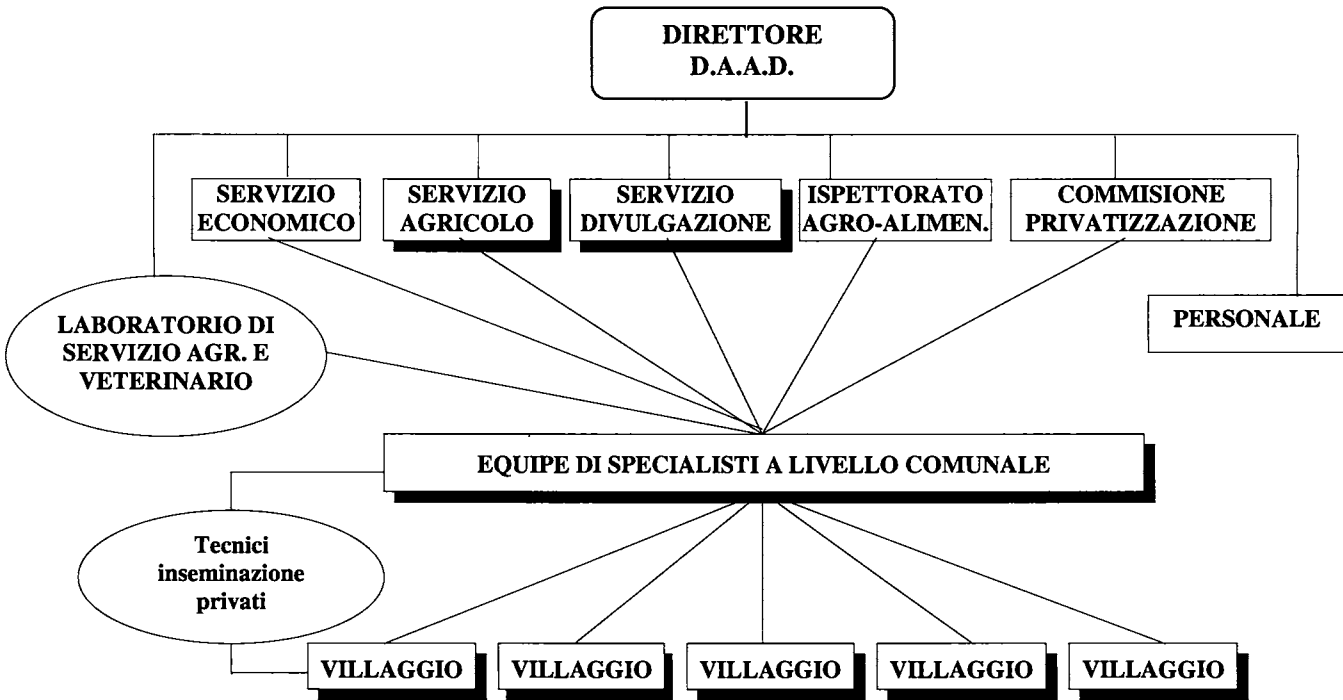 DIRETTORE
D.A.A.D.
SERVIZIO
ECONOMICO
SERVIZIO
AGRICOLO
SERVIZIO
DIVULGAZIONE
ISPETTORATO
AGRO-ALIMEN.
COMMISIONE
PRIVATIZZAZIONE
LABORATORIO DI
SERVIZIO AGR. E
VETERINARIO
PERSONALE
EQUIPE DI SPECIALISTI A LIVELLO COMUNALE
Tecnici
inseminazione
privati
VILLAGGIO
VILLAGGIO
VILLAGGIO
VILLAGGIO
VILLAGGIO